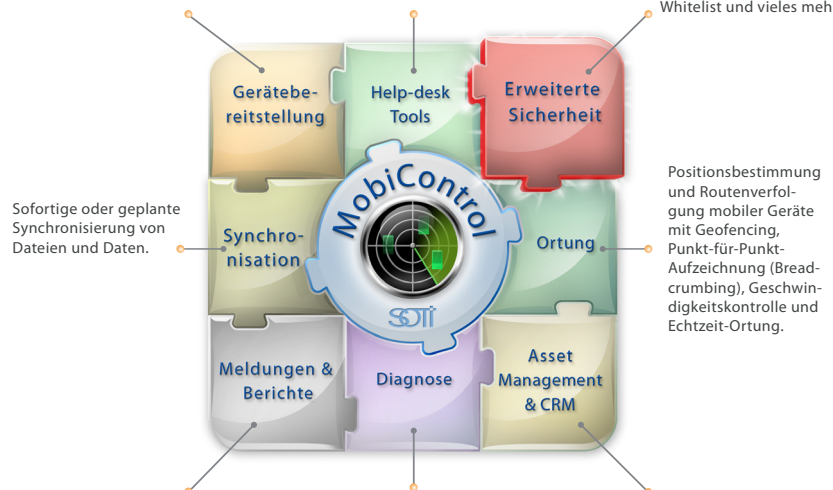 Whitelist und vieles meh
Gerätebe-
reitstellung
Help-desk
Tools
Erweiterte
Sicherheit
Sofortige oder geplante
Synchronisierung von
Dateien und Daten.
Synchro-
nisation
MobiControl
SOTI
Ortung
Positionsbestimmung
und Routenverfol-
gung mobiler Geräte
mit Geofencing,
Punkt-für-Punkt-
Aufzeichnung (Bread-
crumbing), Geschwin-
digkeitskontrolle und
Echtzeit-Ortung.
Meldungen &
Berichte
Diagnose
Asset
Management
& CRM